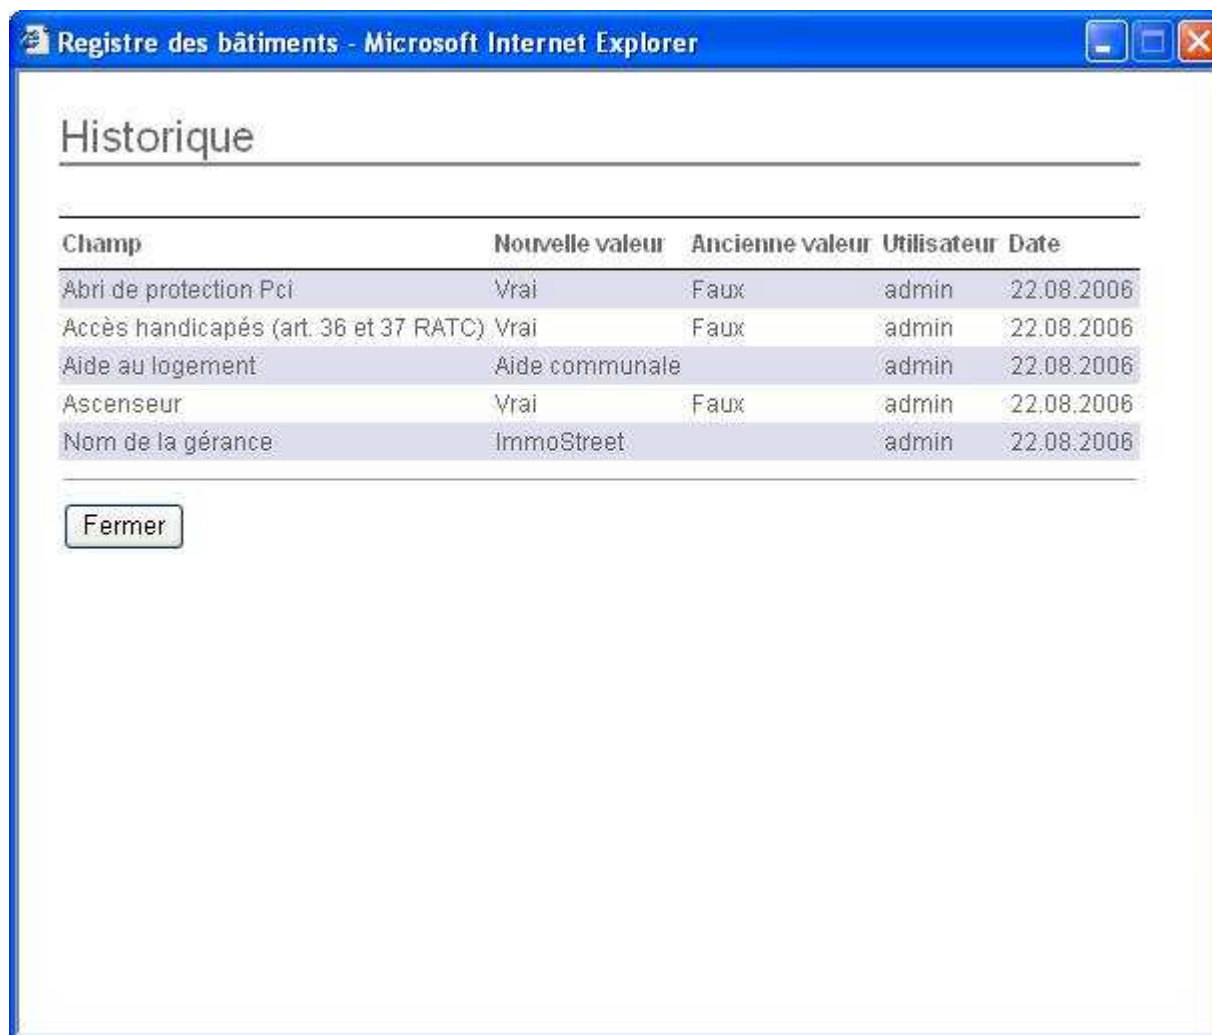 Registre des bâtiments - Microsoft Internet Explorer
Historique
Champ Nouvelle valeur Ancienne valeur Utilisateur Date
Abri de protection Pci Vrai Faux admin 22.08.2006
Accès handicapés (art. 36 et 37 RATC) Vrai Faux admin 22.08.2006
Aide au logement Aide communale admin 22.08.2006
Ascenseur Vrai Faux admin 22.08.2006
Nom de la gérance ImmoStreet admin 22.08.2006
Fermer